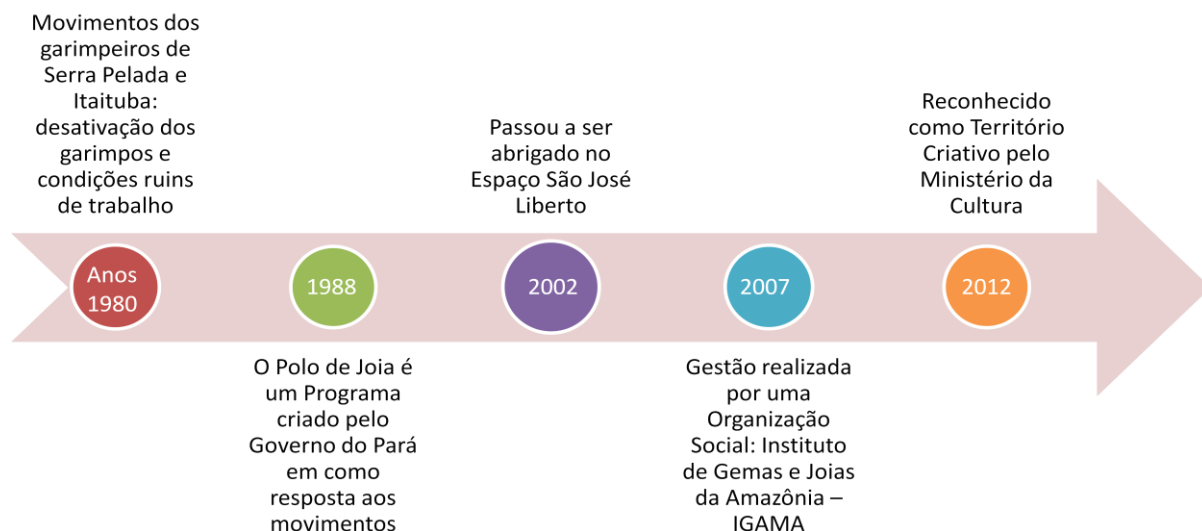 Movimentos dos
garimpeiros de
Serra Pelada e
Itaituba:
desativação dos
garimpos e
condições ruins
de trabalho
Anos
1980
1988
O Polo de Joia é
um Programa
criado pelo
Governo do Pará
em como
resposta aos
movimentos
Passou a ser
abrigado no
Espaço São José
Liberto
2002
2007
Gestão realizada
por uma
Organização
Social: Instituto
de Gemas e Joias
da Amazônia –
IGAMA
Reconhecido
como Território
Criativo pelo
Ministério da
Cultura
2012